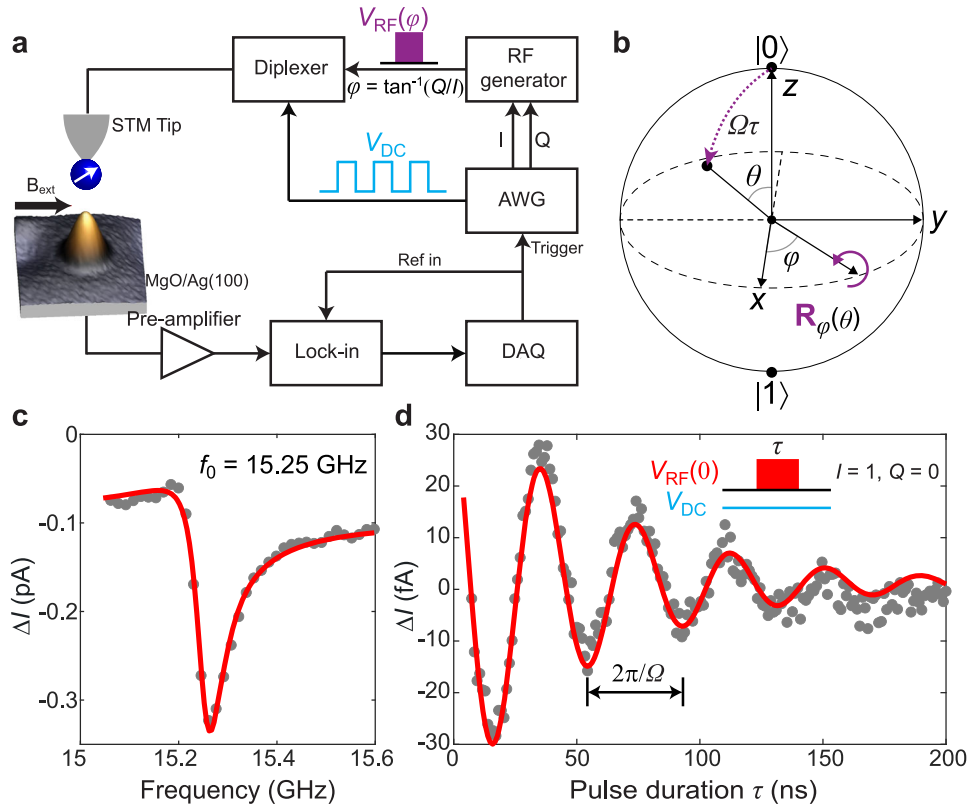 a
V_RF(φ)
Diplexer
RF
generator
φ = tan⁻¹(Q/I)
STM Tip
I
Q
V_DC
B_ext
AWG
Trigger
Ref in
MgO/Ag(100)
Pre-amplifier
Lock-in
DAQ
b
|0⟩
z
Ωτ
θ
y
φ
x
R_φ(θ)
|1⟩
c
f₀ = 15.25 GHz
0
-0.1
-0.2
-0.3
ΔI (pA)
15
15.2
15.4
15.6
Frequency (GHz)
d
τ
V_RF(0)
I = 1, Q = 0
V_DC
2π/Ω
30
20
10
0
-10
-20
-30
ΔI (fA)
0
50
100
150
200
Pulse duration τ (ns)